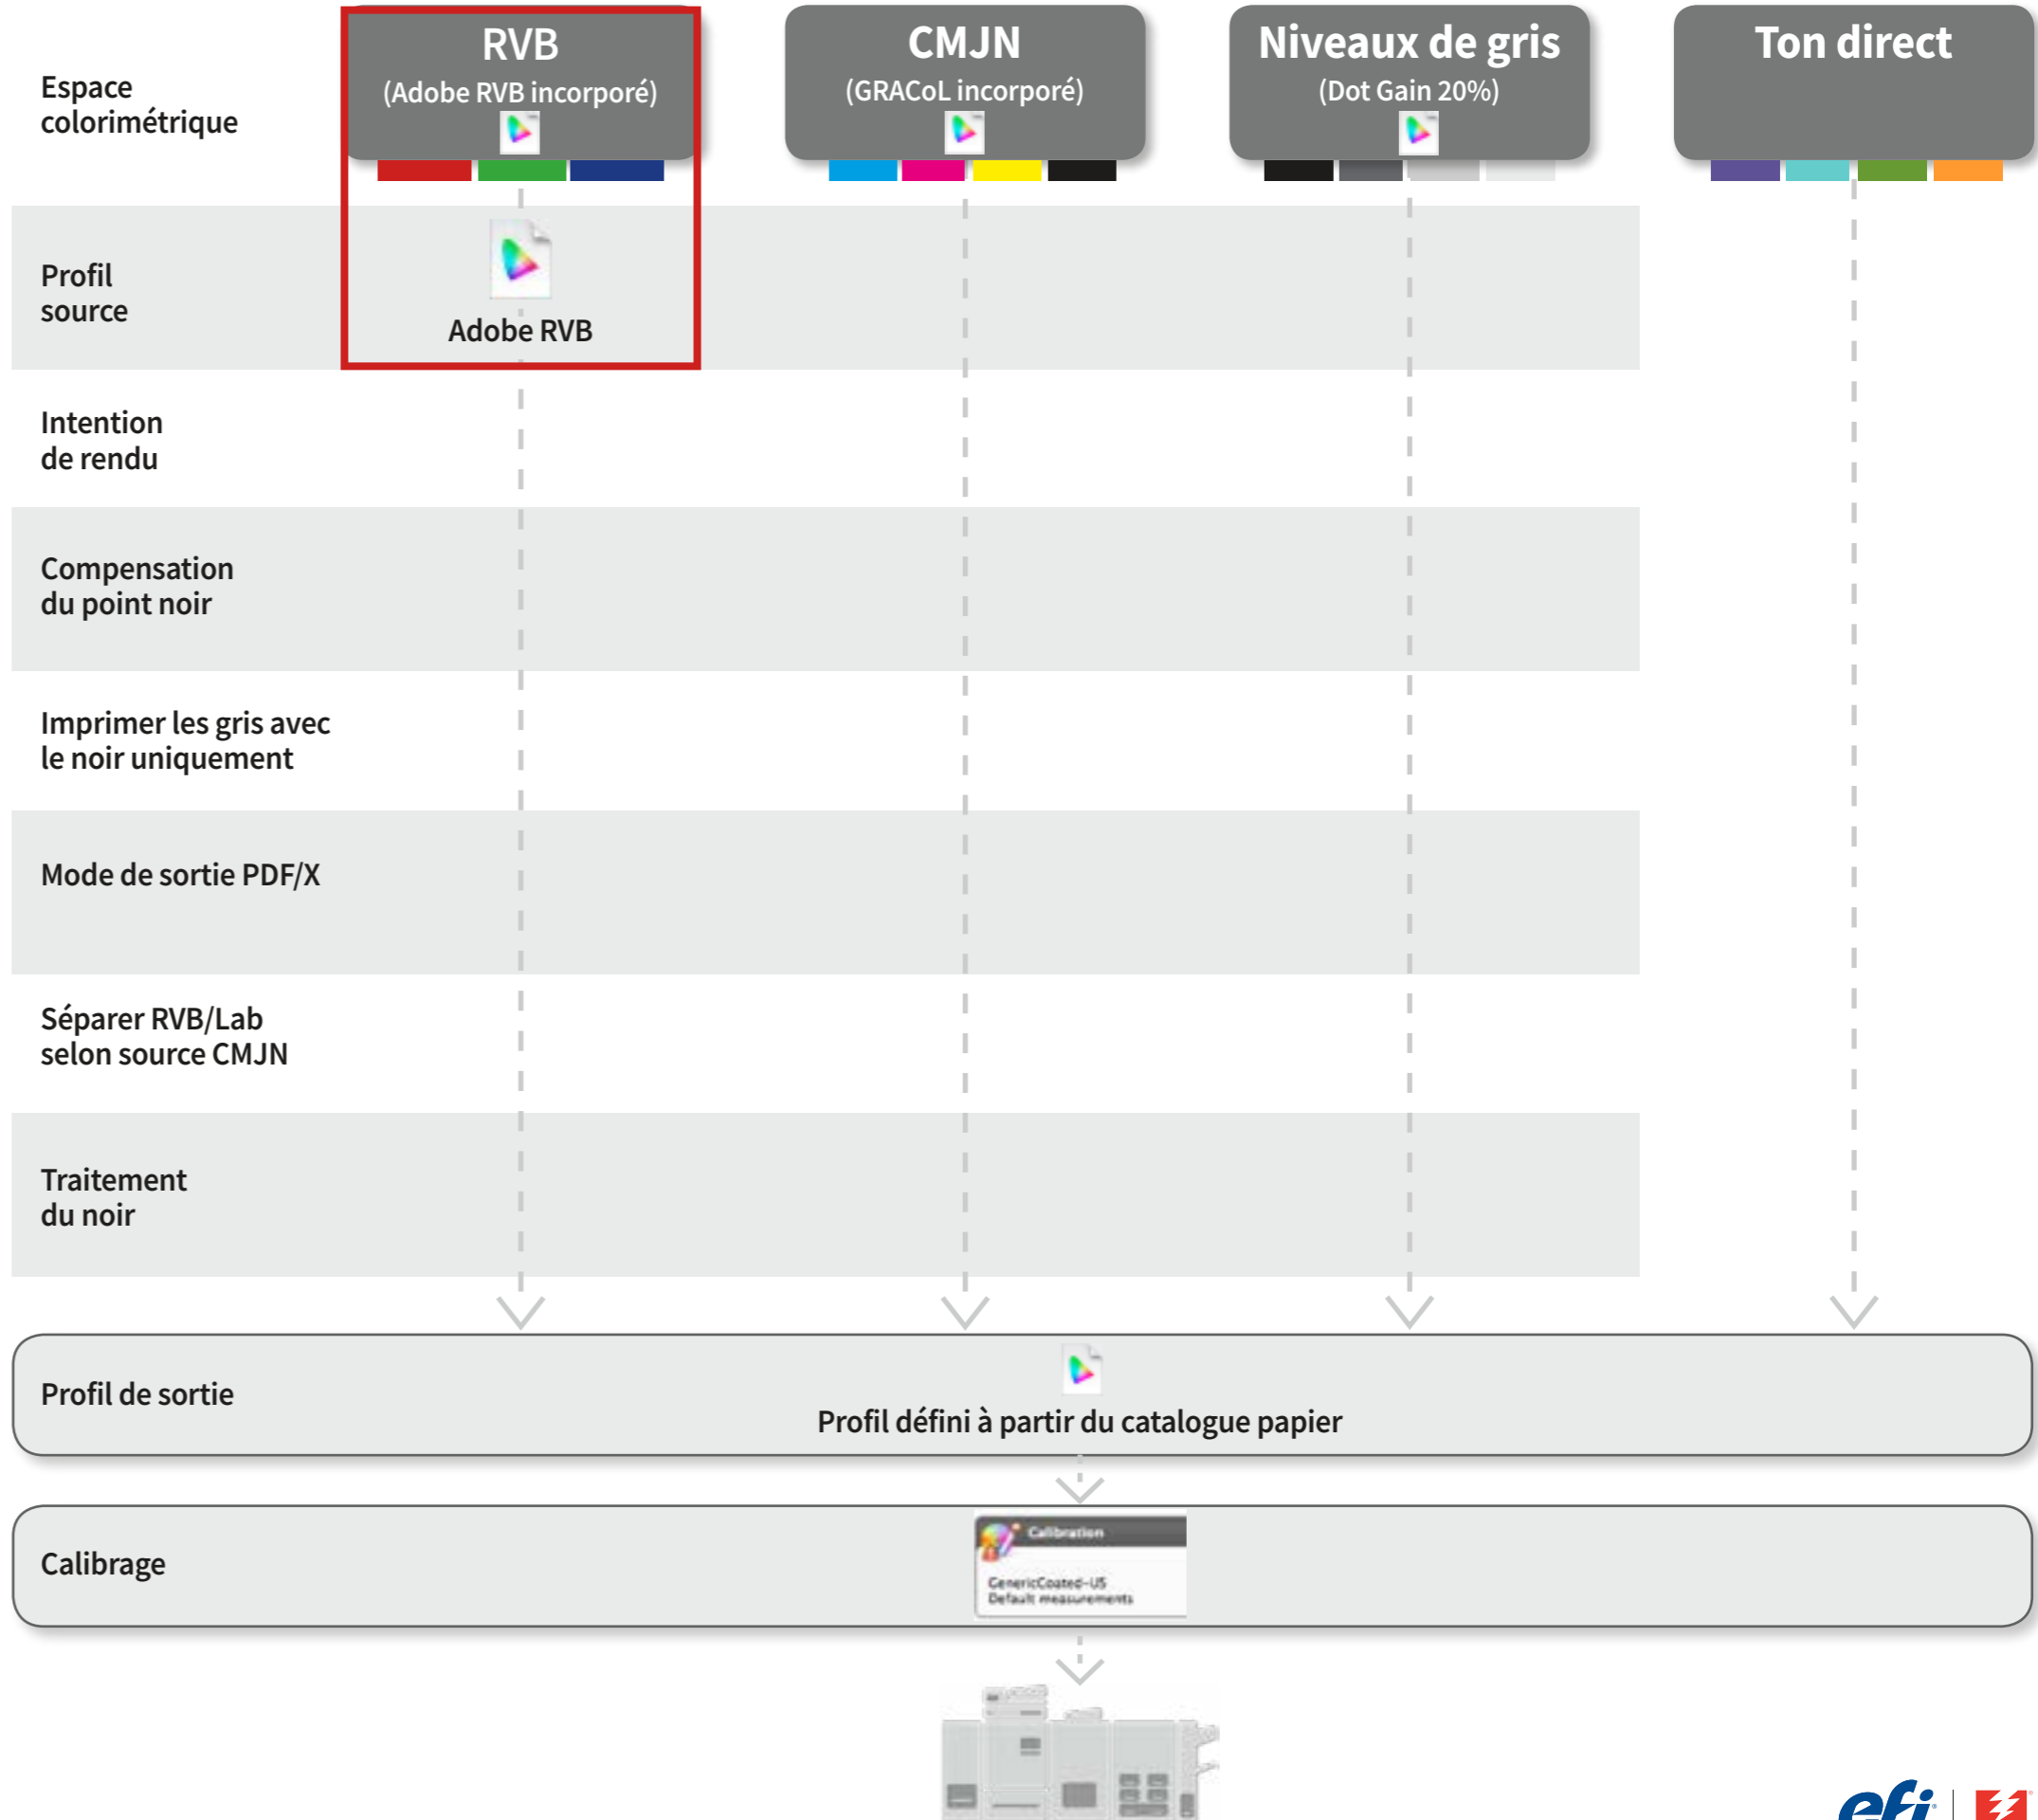 RVB
(Adobe RVB incorporé)
CMJN
(GRACoL incorporé)
Niveaux de gris
(Dot Gain 20%)
Ton direct
Espace
colorimétrique
Profil
source
Adobe RVB
Intention
de rendu
Compensation
du point noir
Imprimer les gris avec
le noir uniquement
Mode de sortie PDF/X
Séparer RVB/Lab
selon source CMJN
Traitement
du noir
Profil de sortie
Profil défini à partir du catalogue papier
Calibrage
Calibration
GenericCoated-US
Default measurements
efi